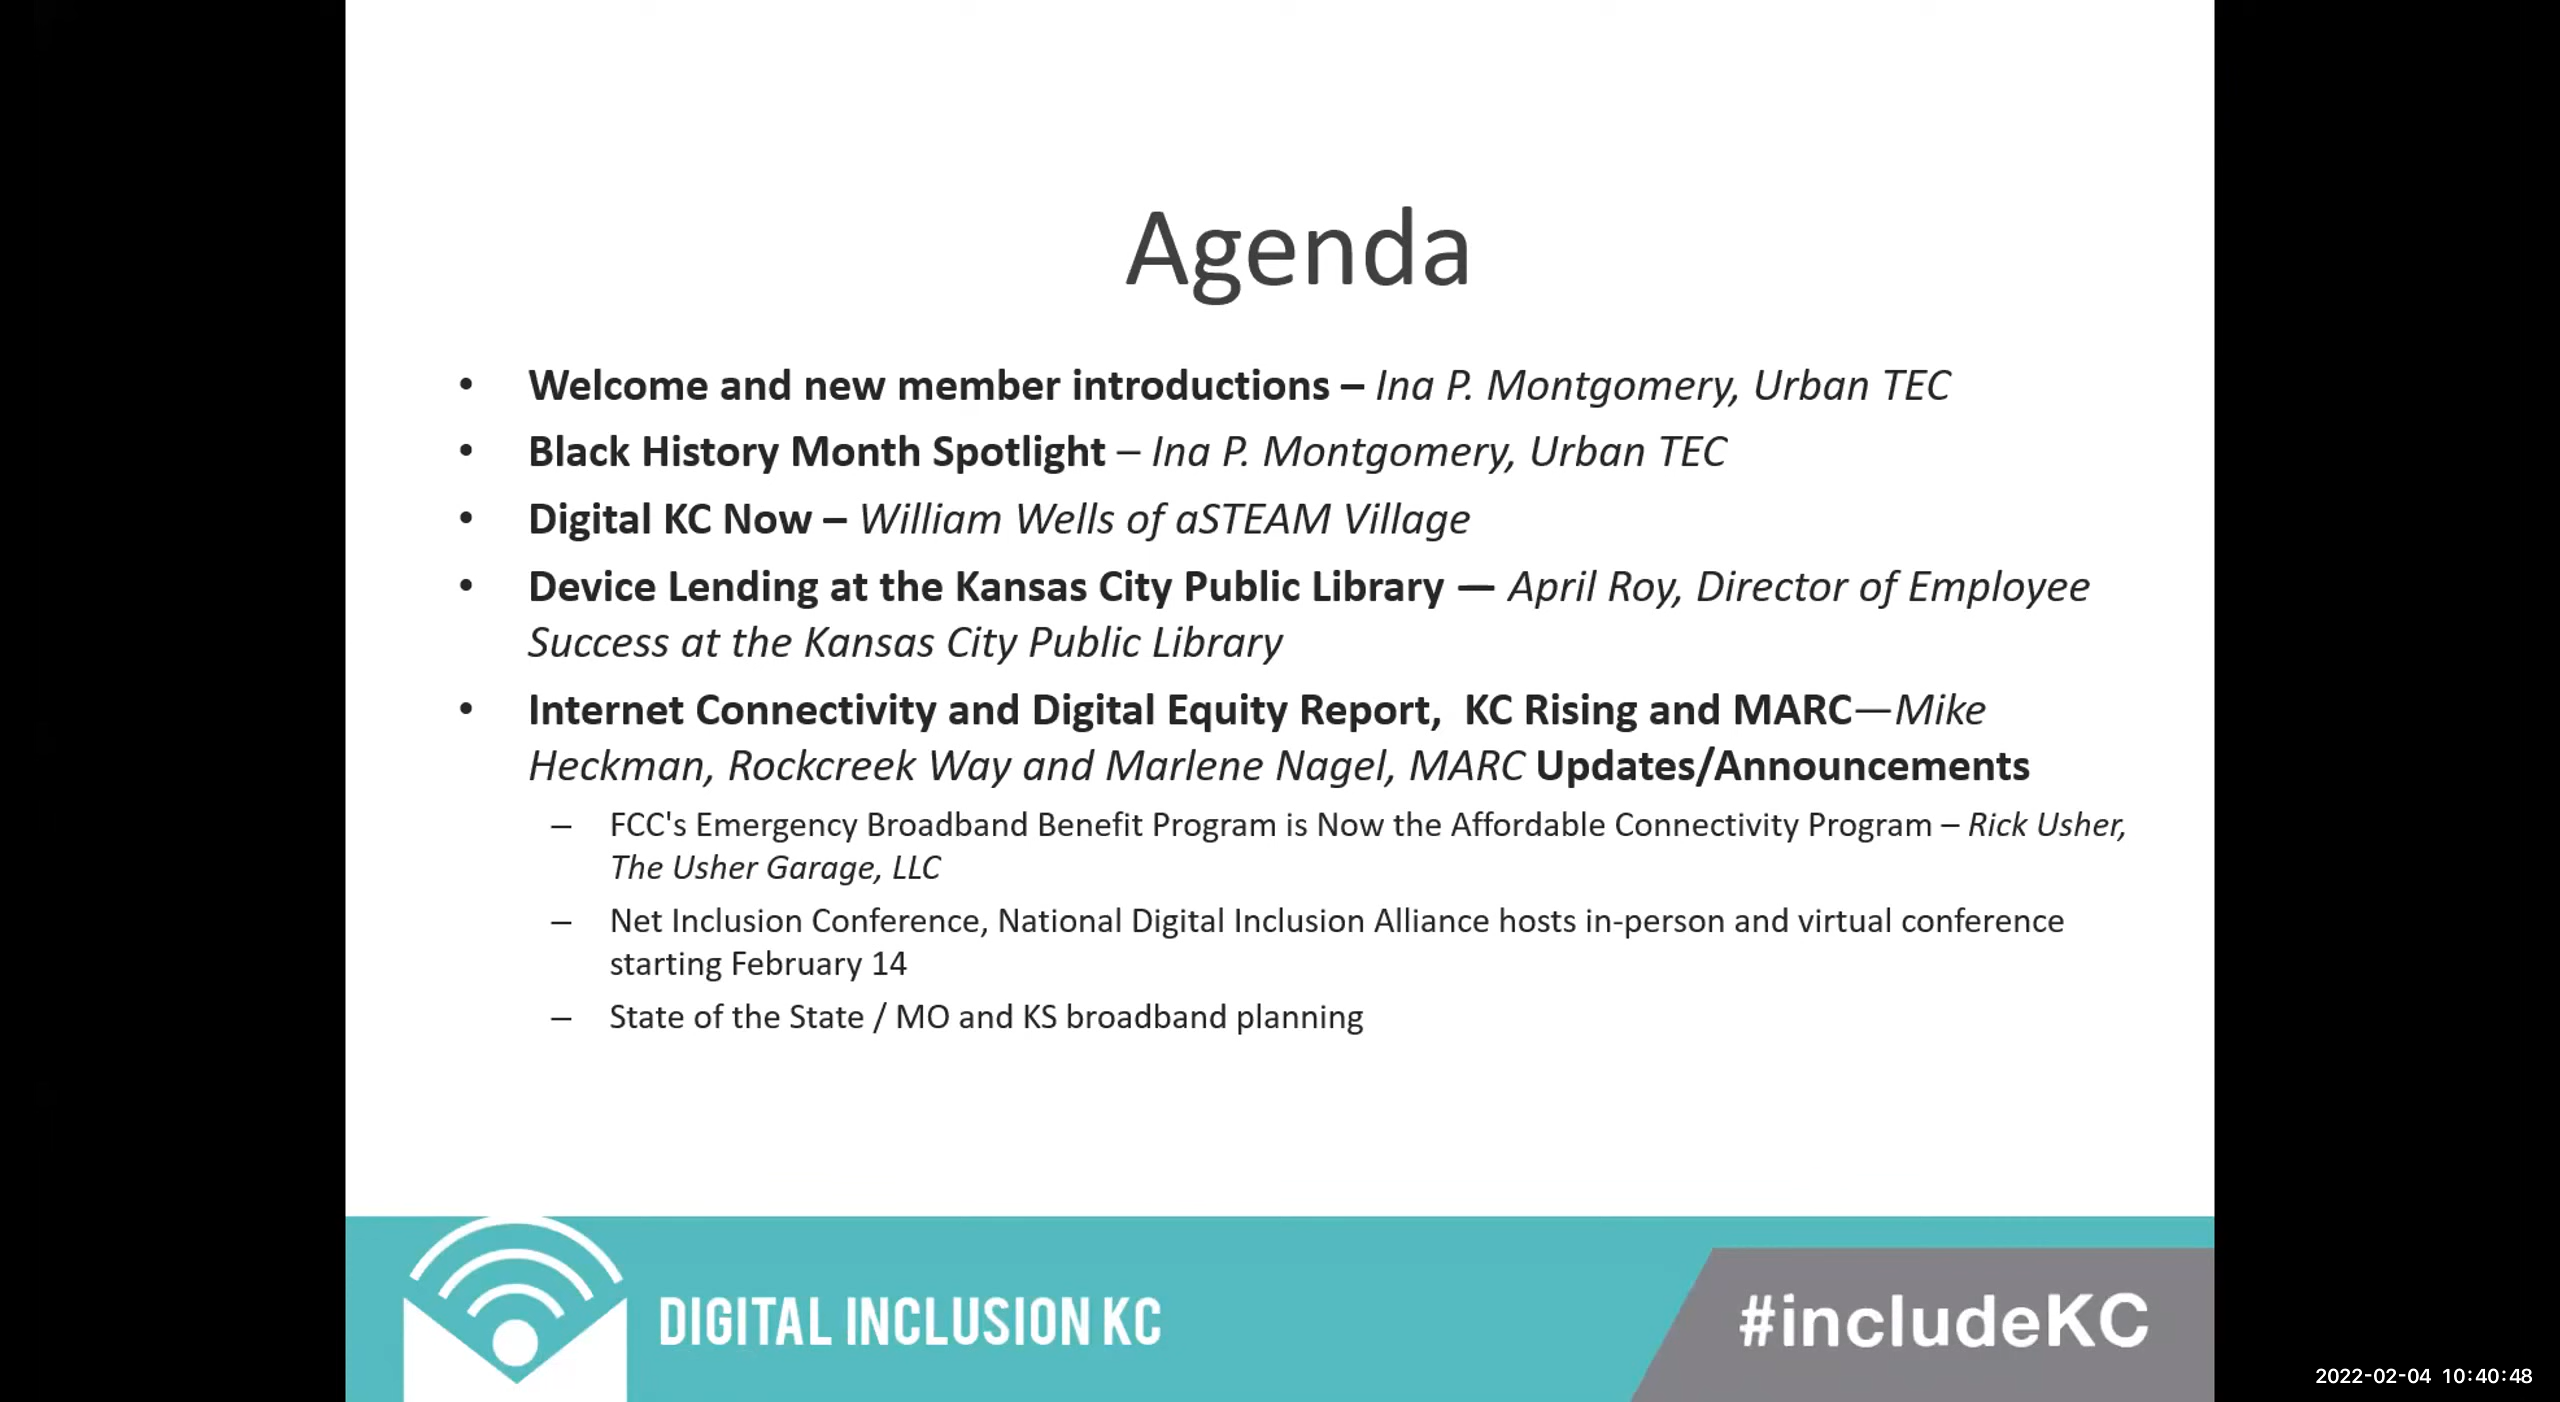 Agenda
• Welcome and new member introductions – Ina P. Montgomery, Urban TEC
• Black History Month Spotlight – Ina P. Montgomery, Urban TEC
• Digital KC Now – William Wells of aSTEAM Village
• Device Lending at the Kansas City Public Library — April Roy, Director of Employee
Success at the Kansas City Public Library
• Internet Connectivity and Digital Equity Report,  KC Rising and MARC—Mike
Heckman, Rockcreek Way and Marlene Nagel, MARC Updates/Announcements
– FCC's Emergency Broadband Benefit Program is Now the Affordable Connectivity Program – Rick Usher,
The Usher Garage, LLC
– Net Inclusion Conference, National Digital Inclusion Alliance hosts in-person and virtual conference
starting February 14
– State of the State / MO and KS broadband planning
DIGITAL INCLUSION KC
#includeKC
2022-02-04 10:40:48